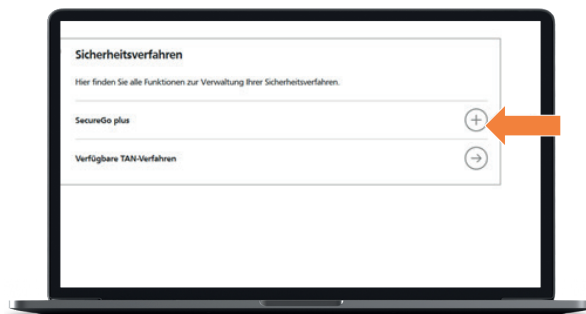 Sicherheitsverfahren
Hier finden Sie alle Funktionen zur Verwaltung Ihrer Sicherheitsverfahren.
SecureGo plus
Verfügbare TAN-Verfahren